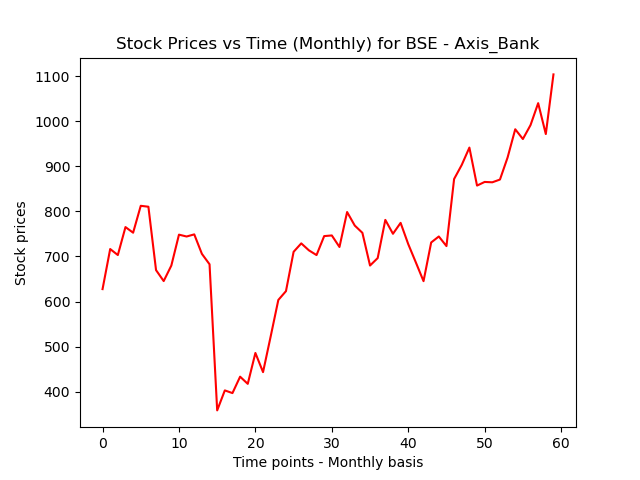 Stock Prices vs Time (Monthly) for BSE - Axis_Bank
1100
1000
900
800
700
600
500
400
Stock prices
0 10 20 30 40 50 60
Time points - Monthly basis